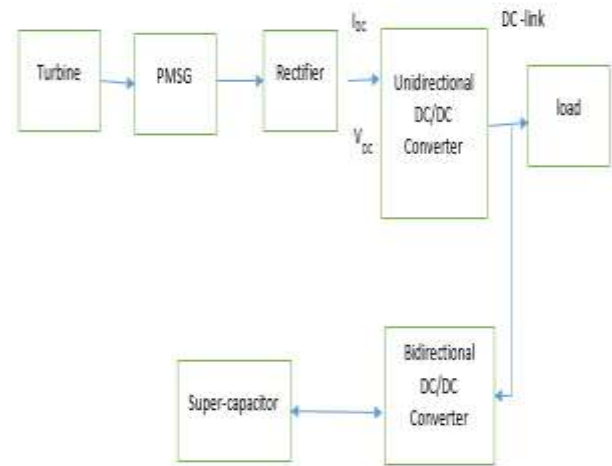 I_DC
DC -link
Turbine
PMSG
Rectifier
Unidirectional
DC/DC
Converter
load
V_DC
Bidirectional
DC/DC
Converter
Super-capacitor